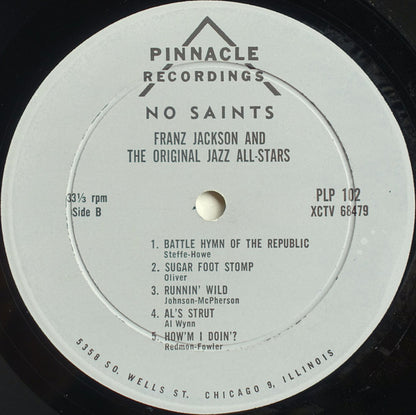 PINNACLE
RECORDINGS
NO SAINTS
FRANZ JACKSON AND
THE ORIGINAL JAZZ ALL-STARS
33⅓ rpm
Side B
PLP 102
XCTV 68479
1. BATTLE HYMN OF THE REPUBLIC
Steffe-Howe
2. SUGAR FOOT STOMP
Oliver
3. RUNNIN' WILD
Johnson-McPherson
4. AL'S STRUT
Al Wynn
5. HOW'M I DOIN'?
Redmon-Fowler
5358 SO. WELLS ST. CHICAGO 9, ILLINOIS